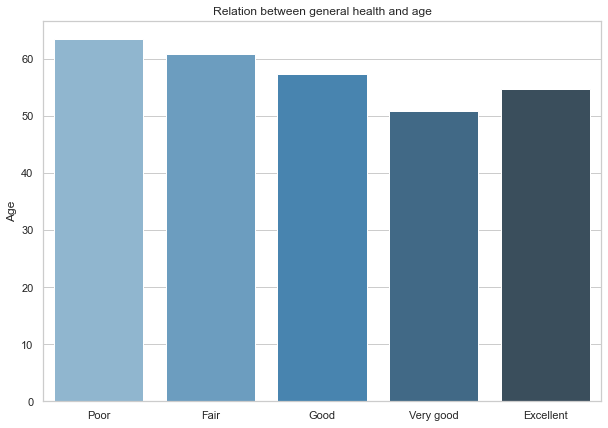 Relation between general health and age
Age
60
50
40
30
20
10
0
Poor
Fair
Good
Very good
Excellent